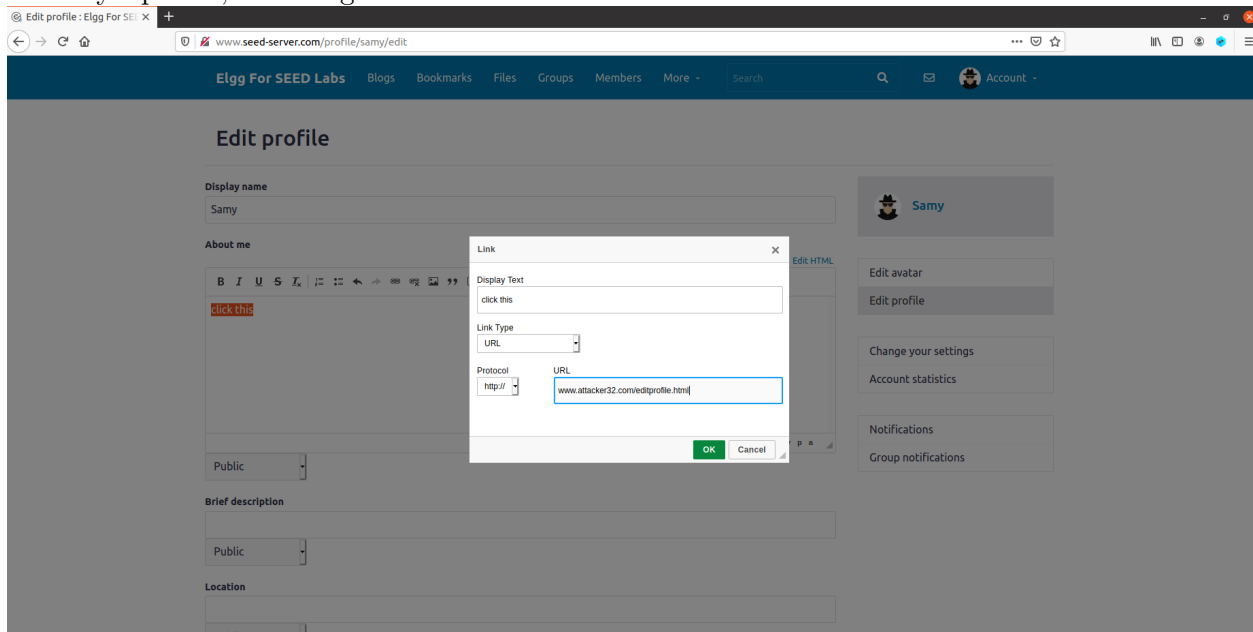 Edit profile : Elgg For SEE
www.seed-server.com/profile/samy/edit
Elgg For SEED Labs Blogs Bookmarks Files Groups Members More Search Account
Edit profile
Display name
Samy
Samy
About me
Edit HTML
B I U S Ix
click this
Link
Display Text
click this
Link Type
URL
Protocol URL
http:// www.attacker32.com/editprofile.html
OK Cancel
p a
Public
Brief description
Public
Location
Edit avatar
Edit profile
Change your settings
Account statistics
Notifications
Group notifications